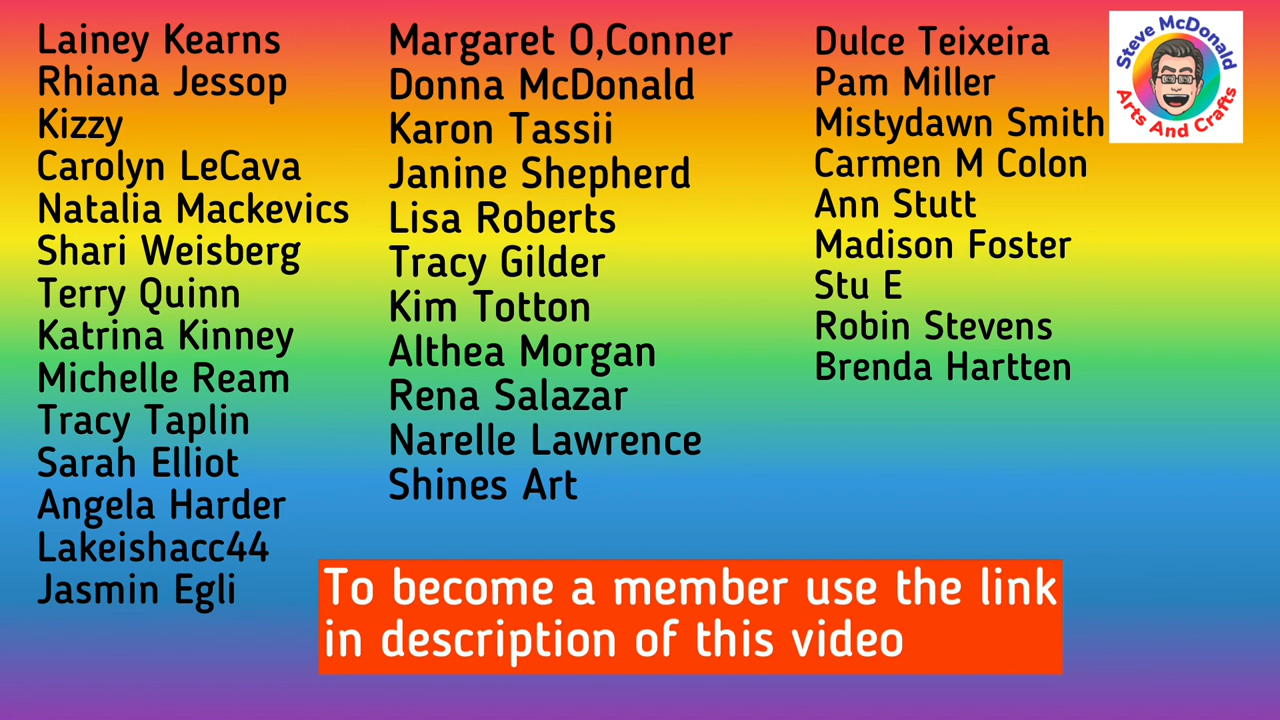 Lainey Kearns
Rhiana Jessop
Kizzy
Carolyn LeCava
Natalia Mackevics
Shari Weisberg
Terry Quinn
Katrina Kinney
Michelle Ream
Tracy Taplin
Sarah Elliot
Angela Harder
Lakeishacc44
Jasmin Egli
Margaret O,Conner
Donna McDonald
Karon Tassii
Janine Shepherd
Lisa Roberts
Tracy Gilder
Kim Totton
Althea Morgan
Rena Salazar
Narelle Lawrence
Shines Art
Dulce Teixeira
Pam Miller
Mistydawn Smith
Carmen M Colon
Ann Stutt
Madison Foster
Stu E
Robin Stevens
Brenda Hartten
Steve McDonald
Arts And Crafts
To become a member use the link
in description of this video